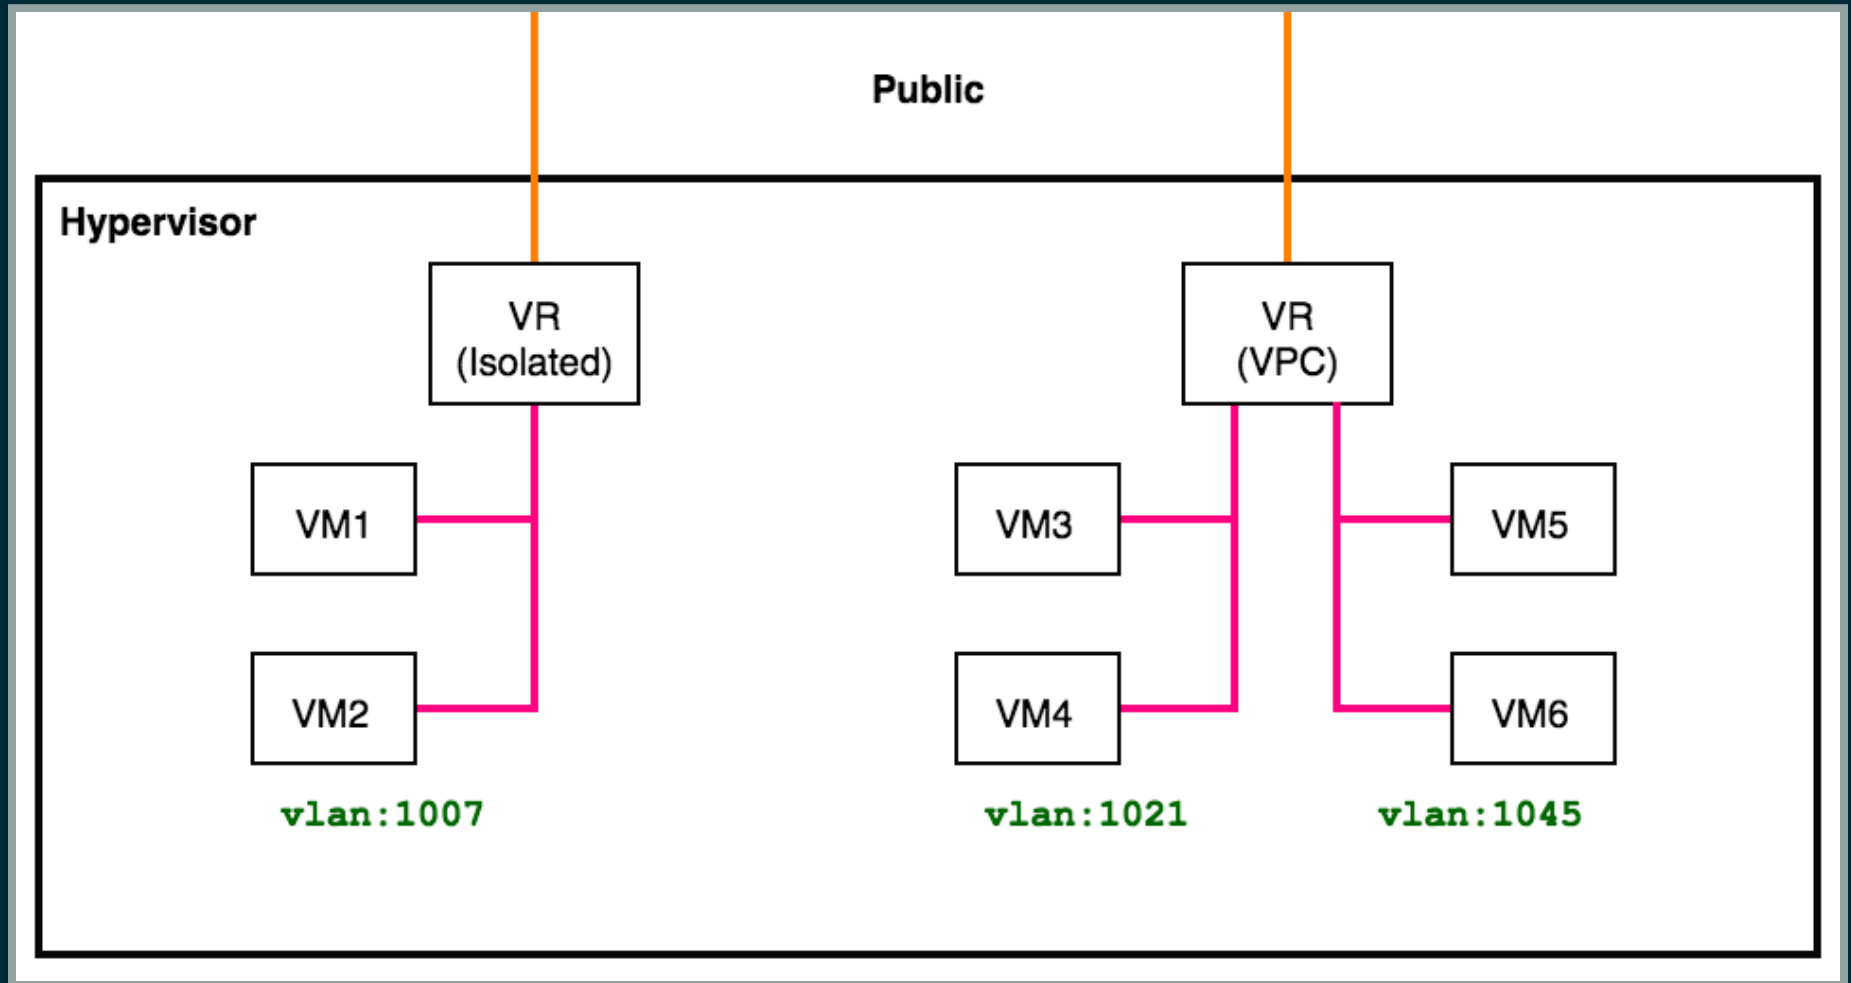 Public
Hypervisor
VR
(Isolated)
VR
(VPC)
VM1
VM3
VM5
VM2
VM4
VM6
vlan:1007
vlan:1021
vlan:1045